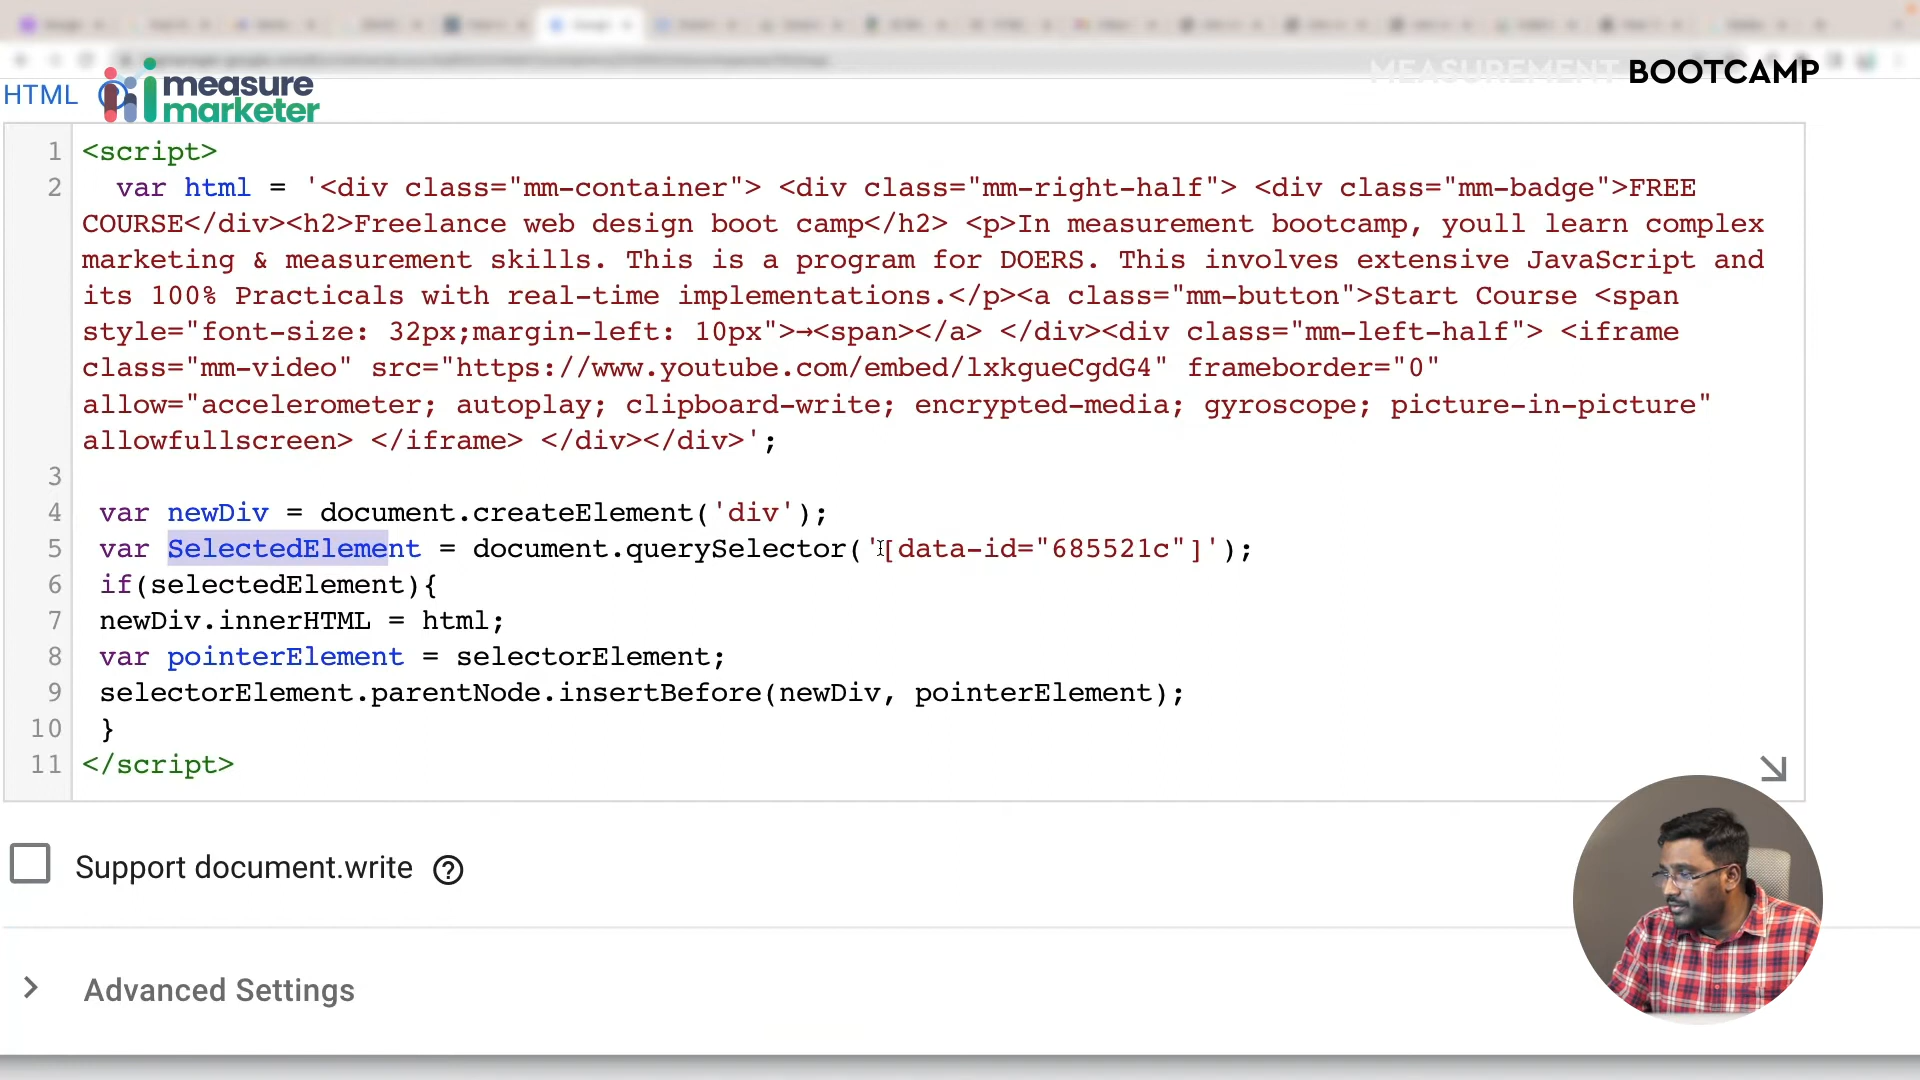 MEASUREMENT BOOTCAMP
HTML
measure
marketer
1 <script>
2 var html = '<div class="mm-container"> <div class="mm-right-half"> <div class="mm-badge">FREE
COURSE</div><h2>Freelance web design boot camp</h2> <p>In measurement bootcamp, youll learn complex
marketing & measurement skills. This is a program for DOERS. This involves extensive JavaScript and
its 100% Practicals with real-time implementations.</p><a class="mm-button">Start Course <span
style="font-size: 32px;margin-left: 10px">→<span></a> </div><div class="mm-left-half"> <iframe
class="mm-video" src="https://www.youtube.com/embed/lxkgueCgdG4" frameborder="0"
allow="accelerometer; autoplay; clipboard-write; encrypted-media; gyroscope; picture-in-picture"
allowfullscreen> </iframe> </div></div>';
3
4 var newDiv = document.createElement('div');
5 var SelectedElement = document.querySelector('[data-id="685521c"]');
6 if(selectedElement){
7 newDiv.innerHTML = html;
8 var pointerElement = selectorElement;
9 selectorElement.parentNode.insertBefore(newDiv, pointerElement);
10 }
11 </script>
Support document.write
Advanced Settings